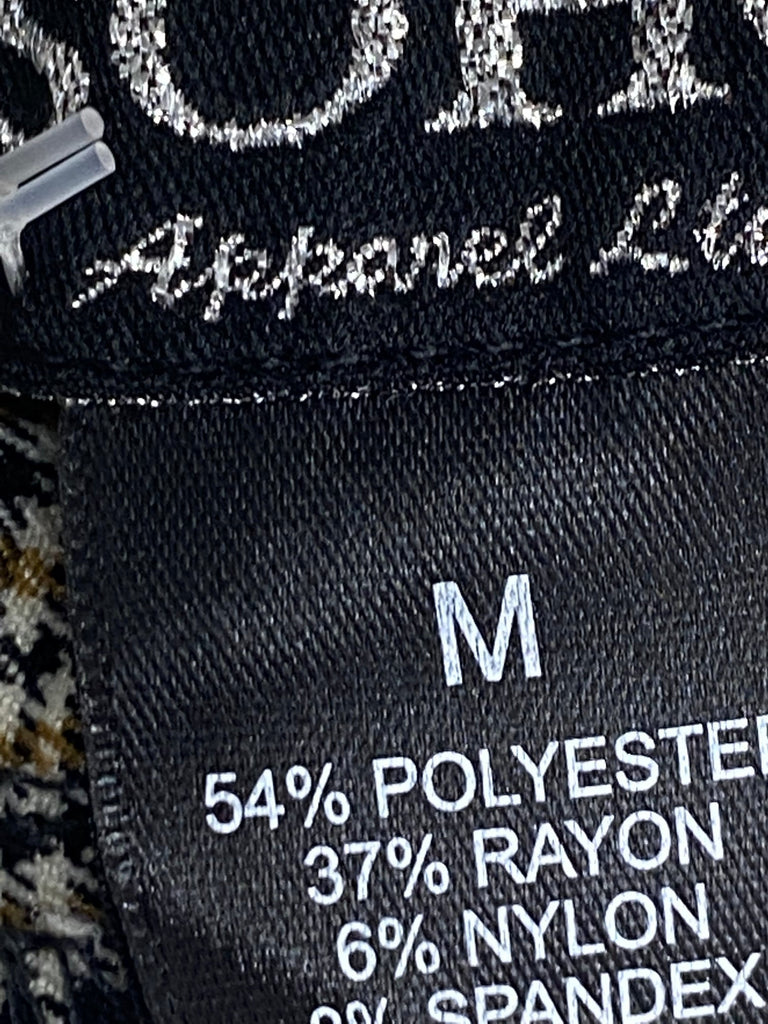 Apparel
M
54% POLYESTER
37% RAYON
6% NYLON
SPANDEX